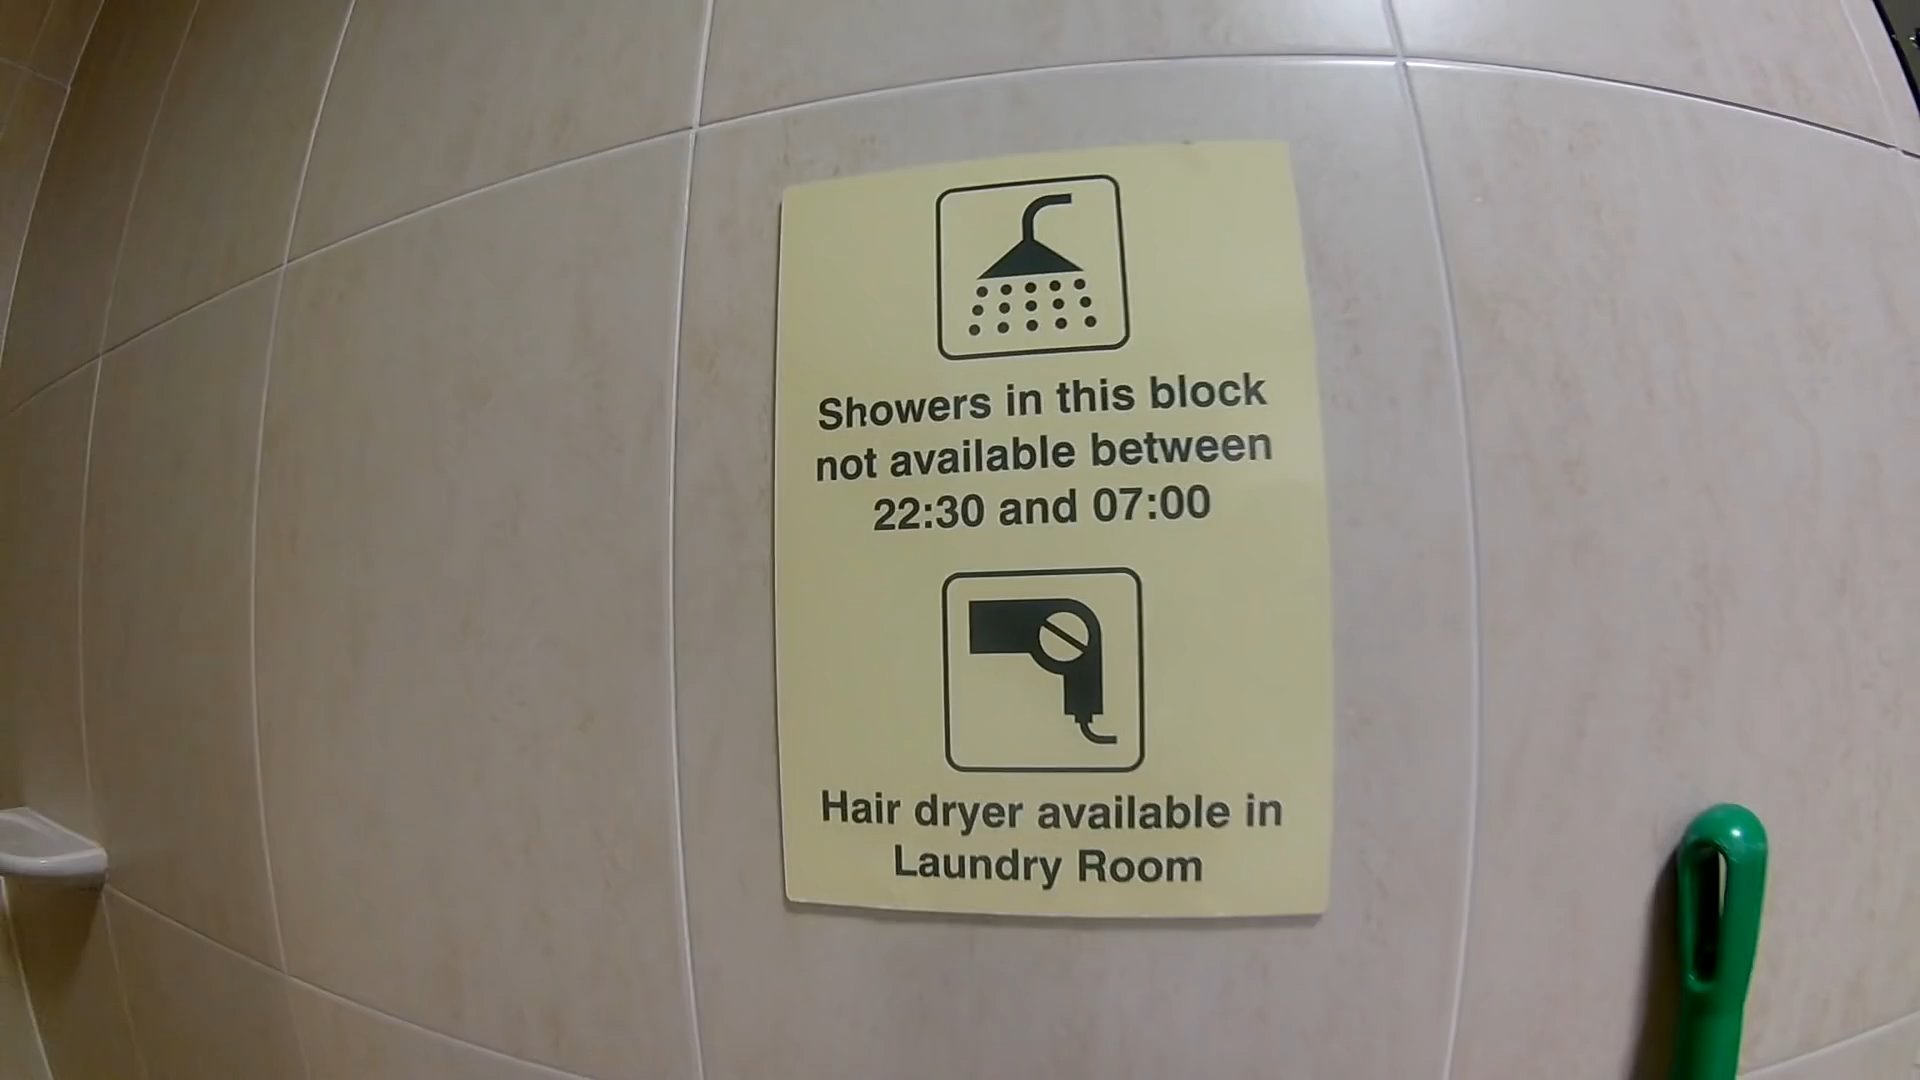 Showers in this block
not available between
22:30 and 07:00
Hair dryer available in
Laundry Room